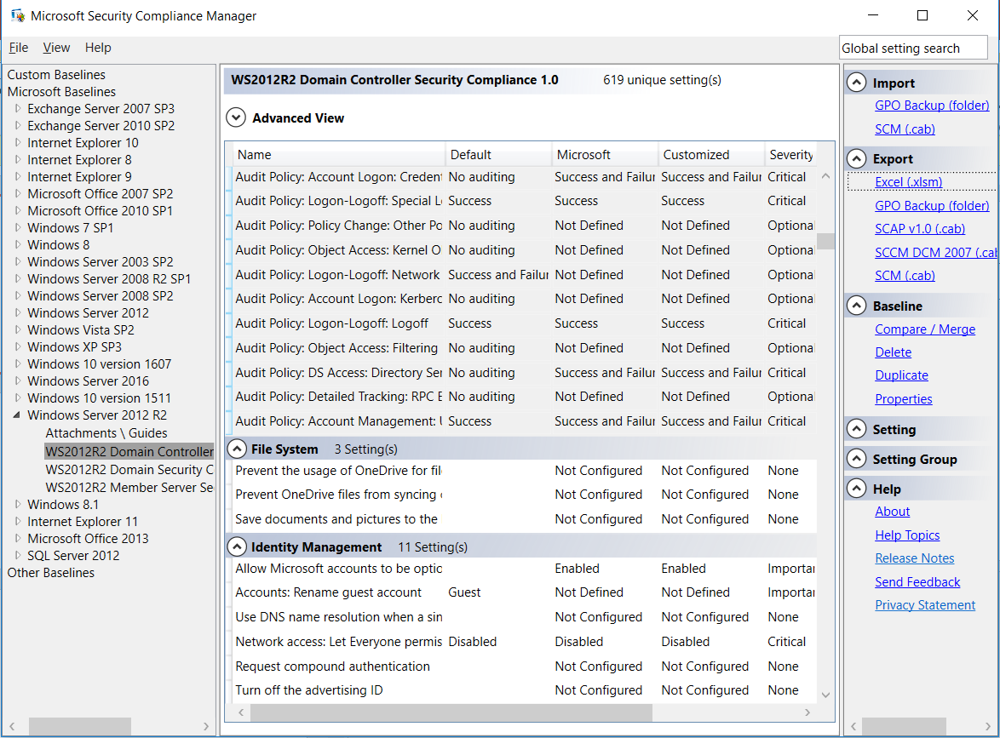 Microsoft Security Compliance Manager
File View Help
Global setting search
Custom Baselines
Microsoft Baselines
Exchange Server 2007 SP3
Exchange Server 2010 SP2
Internet Explorer 10
Internet Explorer 8
Internet Explorer 9
Microsoft Office 2007 SP2
Microsoft Office 2010 SP1
Windows 7 SP1
Windows 8
Windows Server 2003 SP2
Windows Server 2008 R2 SP1
Windows Server 2008 SP2
Windows Server 2012
Windows Vista SP2
Windows XP SP3
Windows 10 version 1607
Windows Server 2016
Windows 10 version 1511
Windows Server 2012 R2
Attachments \ Guides
WS2012R2 Domain Controller
WS2012R2 Domain Security C
WS2012R2 Member Server Se
Windows 8.1
Internet Explorer 11
Microsoft Office 2013
SQL Server 2012
Other Baselines
WS2012R2 Domain Controller Security Compliance 1.0 619 unique setting(s)
Advanced View
Name Default Microsoft Customized Severity
Audit Policy: Account Logon: Creden No auditing Success and Failur Success and Failur Critical
Audit Policy: Logon-Logoff: Special L Success Success Success Critical
Audit Policy: Policy Change: Other Po No auditing Not Defined Not Defined Optiona
Audit Policy: Object Access: Kernel O No auditing Not Defined Not Defined Optiona
Audit Policy: Logon-Logoff: Network Success and Failur Not Defined Not Defined Optiona
Audit Policy: Account Logon: Kerberc No auditing Not Defined Not Defined Optiona
Audit Policy: Logon-Logoff: Logoff Success Success Success Critical
Audit Policy: Object Access: Filtering No auditing Not Defined Not Defined Optiona
Audit Policy: DS Access: Directory Ser No auditing Success and Failur Success and Failur Critical
Audit Policy: Detailed Tracking: RPC E No auditing Not Defined Not Defined Optiona
Audit Policy: Account Management: U Success Success and Failur Success and Failur Critical
File System 3 Setting(s)
Prevent the usage of OneDrive for fil Not Configured Not Configured None
Prevent OneDrive files from syncing Not Configured Not Configured None
Save documents and pictures to the Not Configured Not Configured None
Identity Management 11 Setting(s)
Allow Microsoft accounts to be optic Enabled Enabled Importar
Accounts: Rename guest account Guest Not Defined Not Defined Importar
Use DNS name resolution when a sin Not Configured Not Configured None
Network access: Let Everyone permis Disabled Disabled Disabled Critical
Request compound authentication Not Configured Not Configured None
Turn off the advertising ID Not Configured Not Configured None
Import
GPO Backup (folder)
SCM (.cab)
Export
Excel (.xlsm)
GPO Backup (folder)
SCAP v1.0 (.cab)
SCCM DCM 2007 (.cab
SCM (.cab)
Baseline
Compare / Merge
Delete
Duplicate
Properties
Setting
Setting Group
Help
About
Help Topics
Release Notes
Send Feedback
Privacy Statement